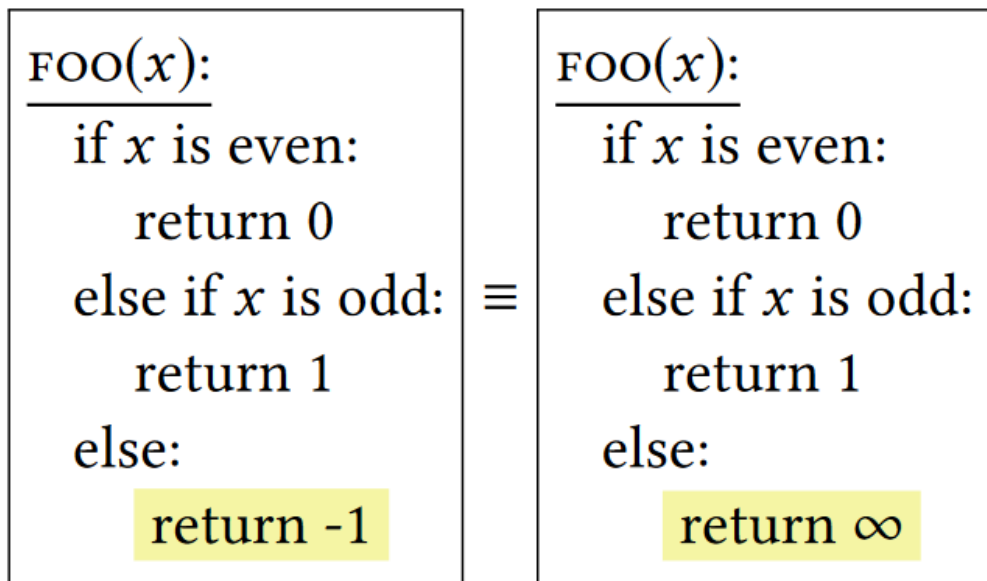 FOO(x):
if x is even:
return 0
else if x is odd:
return 1
else:
return -1
≡
FOO(x):
if x is even:
return 0
else if x is odd:
return 1
else:
return ∞